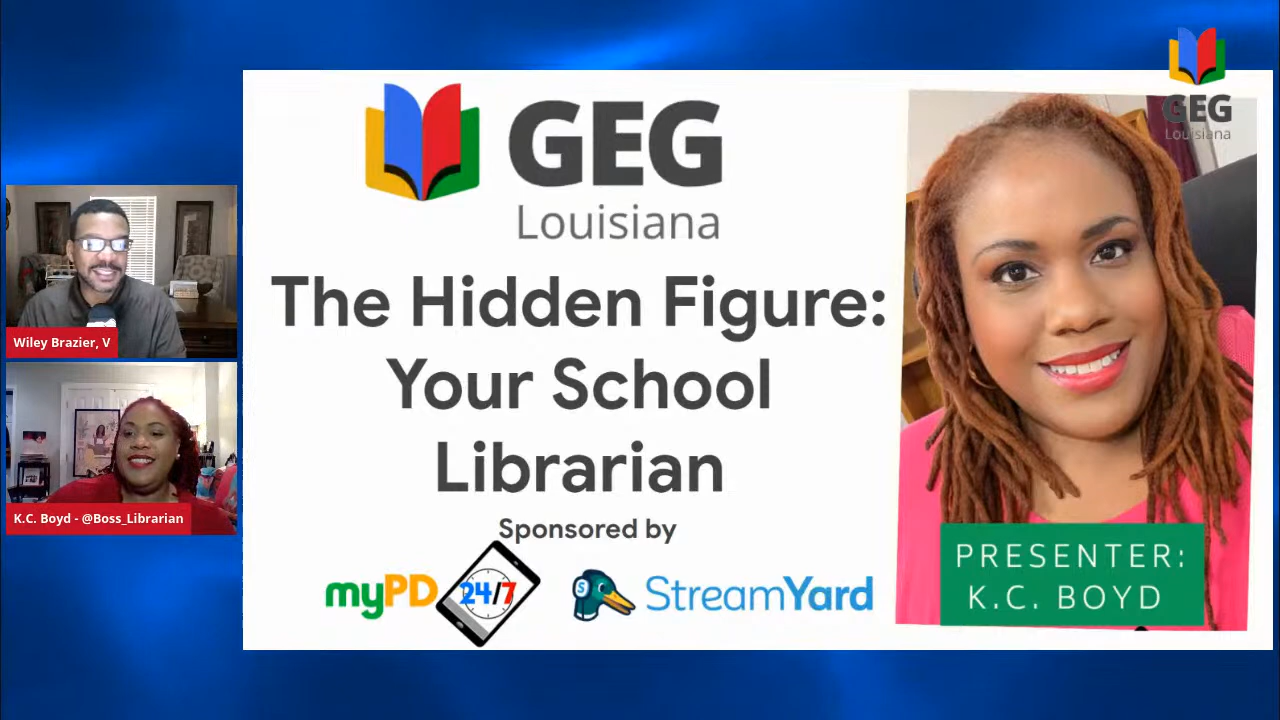 GEG
Louisiana
The Hidden Figure:
Your School
Librarian
Sponsored by
myPD 24/7
S StreamYard
PRESENTER:
K.C. BOYD
GEG
Louisiana
Wiley Brazier, V
K.C. Boyd - @Boss_Librarian